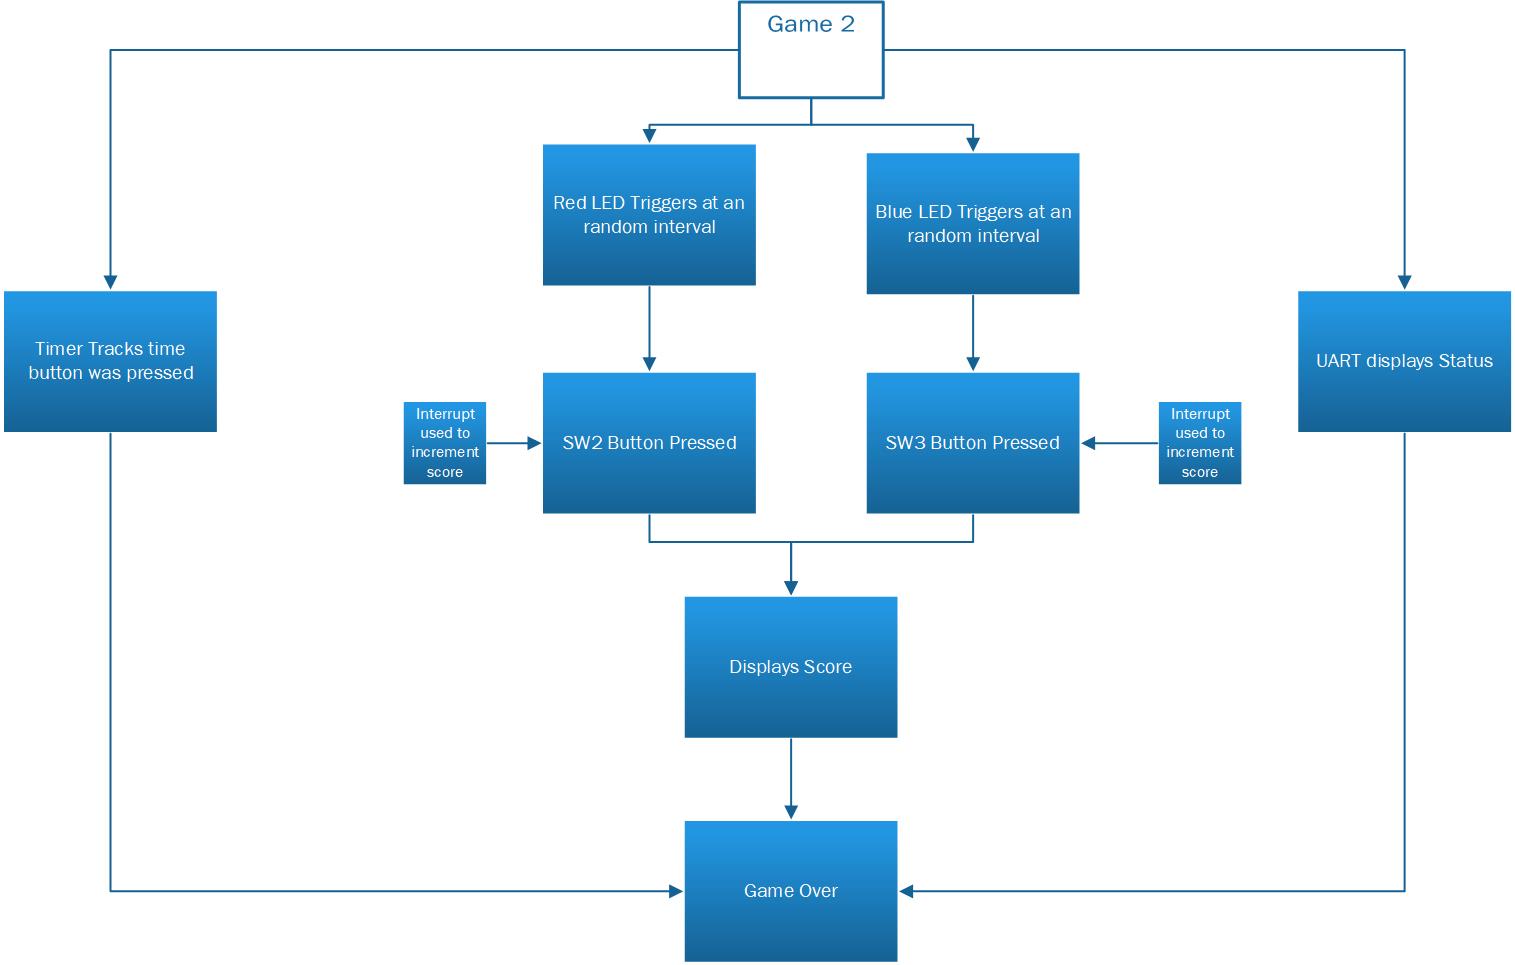 Game 2
Red LED Triggers at an
random interval
Blue LED Triggers at an
random interval
Timer Tracks time
button was pressed
UART displays Status
Interrupt
used to
increment
score
SW2 Button Pressed
SW3 Button Pressed
Interrupt
used to
increment
score
Displays Score
Game Over